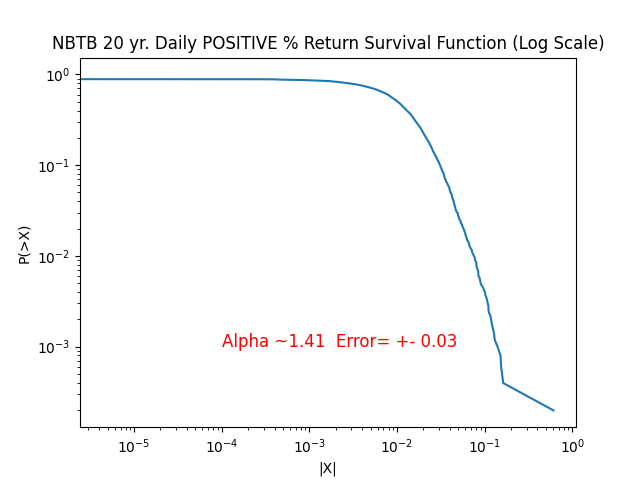 NBTB 20 yr. Daily POSITIVE % Return Survival Function (Log Scale)
10⁰
10⁻¹
10⁻²
10⁻³
P(>X)
Alpha ~1.41  Error= +- 0.03
10⁻⁵ 10⁻⁴ 10⁻³ 10⁻² 10⁻¹ 10⁰
|X|